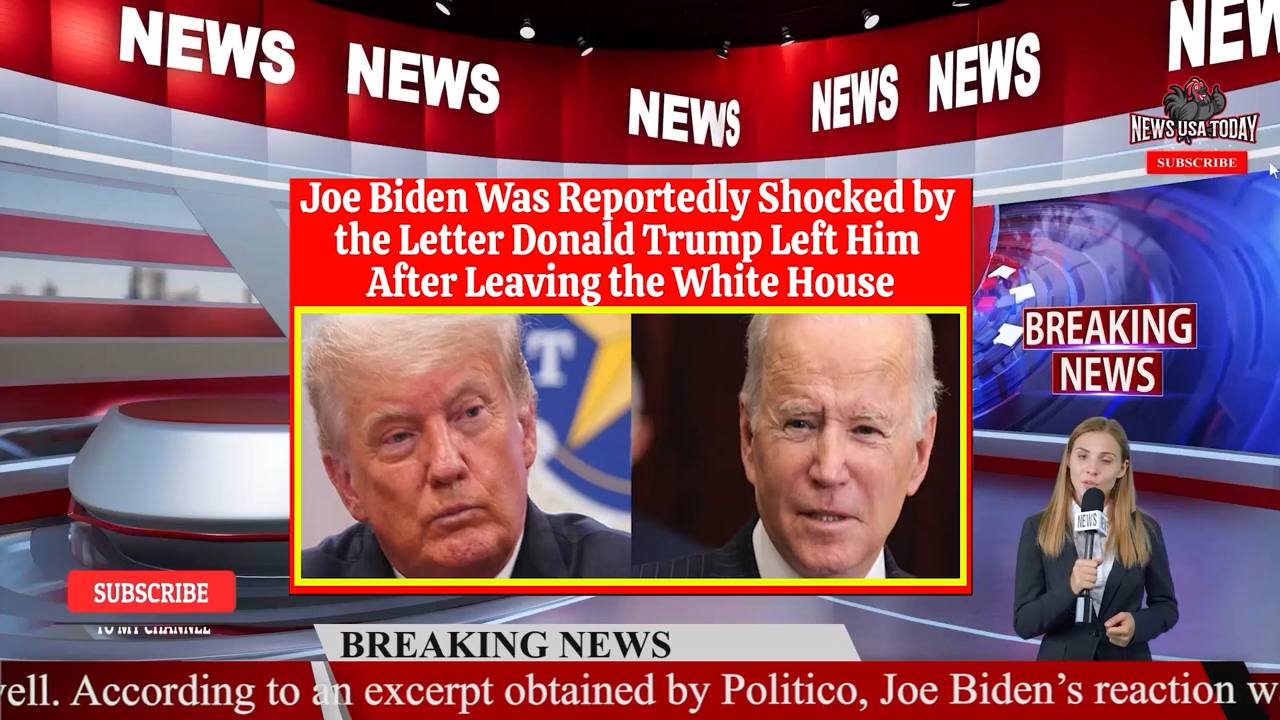 NEWS
NEWS
NEWS
NEWS
NEWS
NEW
NEWS USA TODAY
SUBSCRIBE
Joe Biden Was Reportedly Shocked by
the Letter Donald Trump Left Him
After Leaving the White House
T
BREAKING
NEWS
NEWS
SUBSCRIBE
TO MY CHANNEL
BREAKING NEWS
ell. According to an excerpt obtained by Politico, Joe Biden’s reaction w